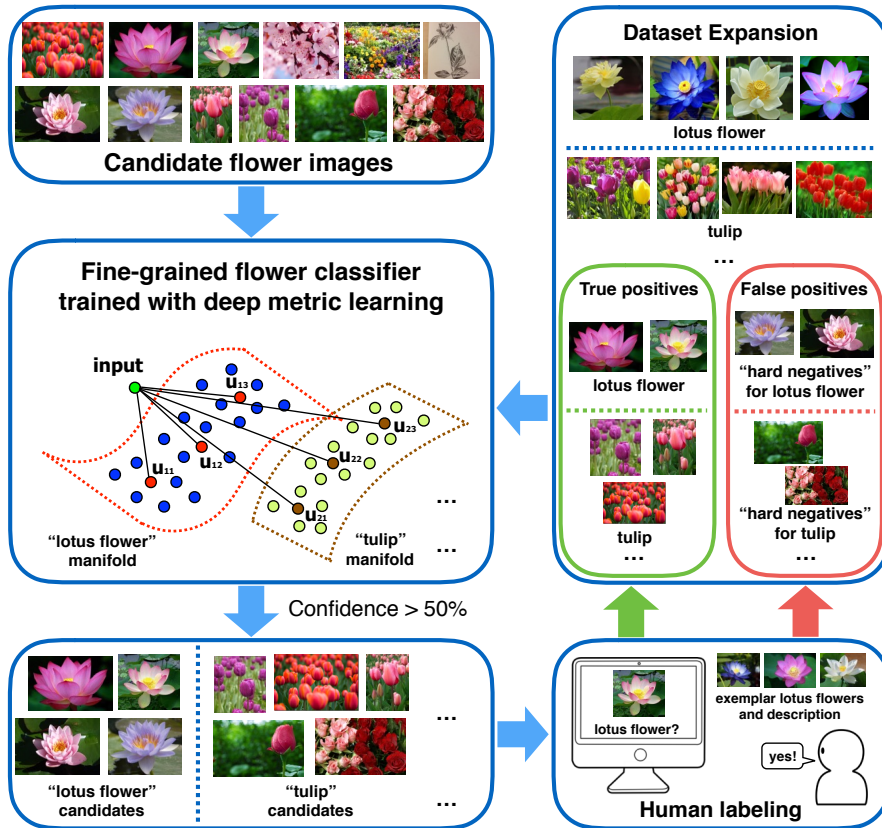 Candidate flower images
Fine-grained flower classifier
trained with deep metric learning
input
u13
u12
u11
u23
u22
u21
...
“lotus flower”
manifold
“tulip”
manifold
...
Confidence > 50%
...
“lotus flower”
candidates
“tulip”
candidates
...
Dataset Expansion
lotus flower
tulip
...
True positives
lotus flower
tulip
...
False positives
“hard negatives”
for lotus flower
“hard negatives”
for tulip
...
lotus flower?
exemplar lotus flowers
and description
yes!
Human labeling